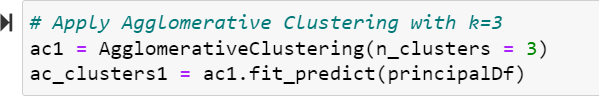 # Apply Agglomerative Clustering with k=3
ac1 = AgglomerativeClustering(n_clusters = 3)
ac_clusters1 = ac1.fit_predict(principalDf)